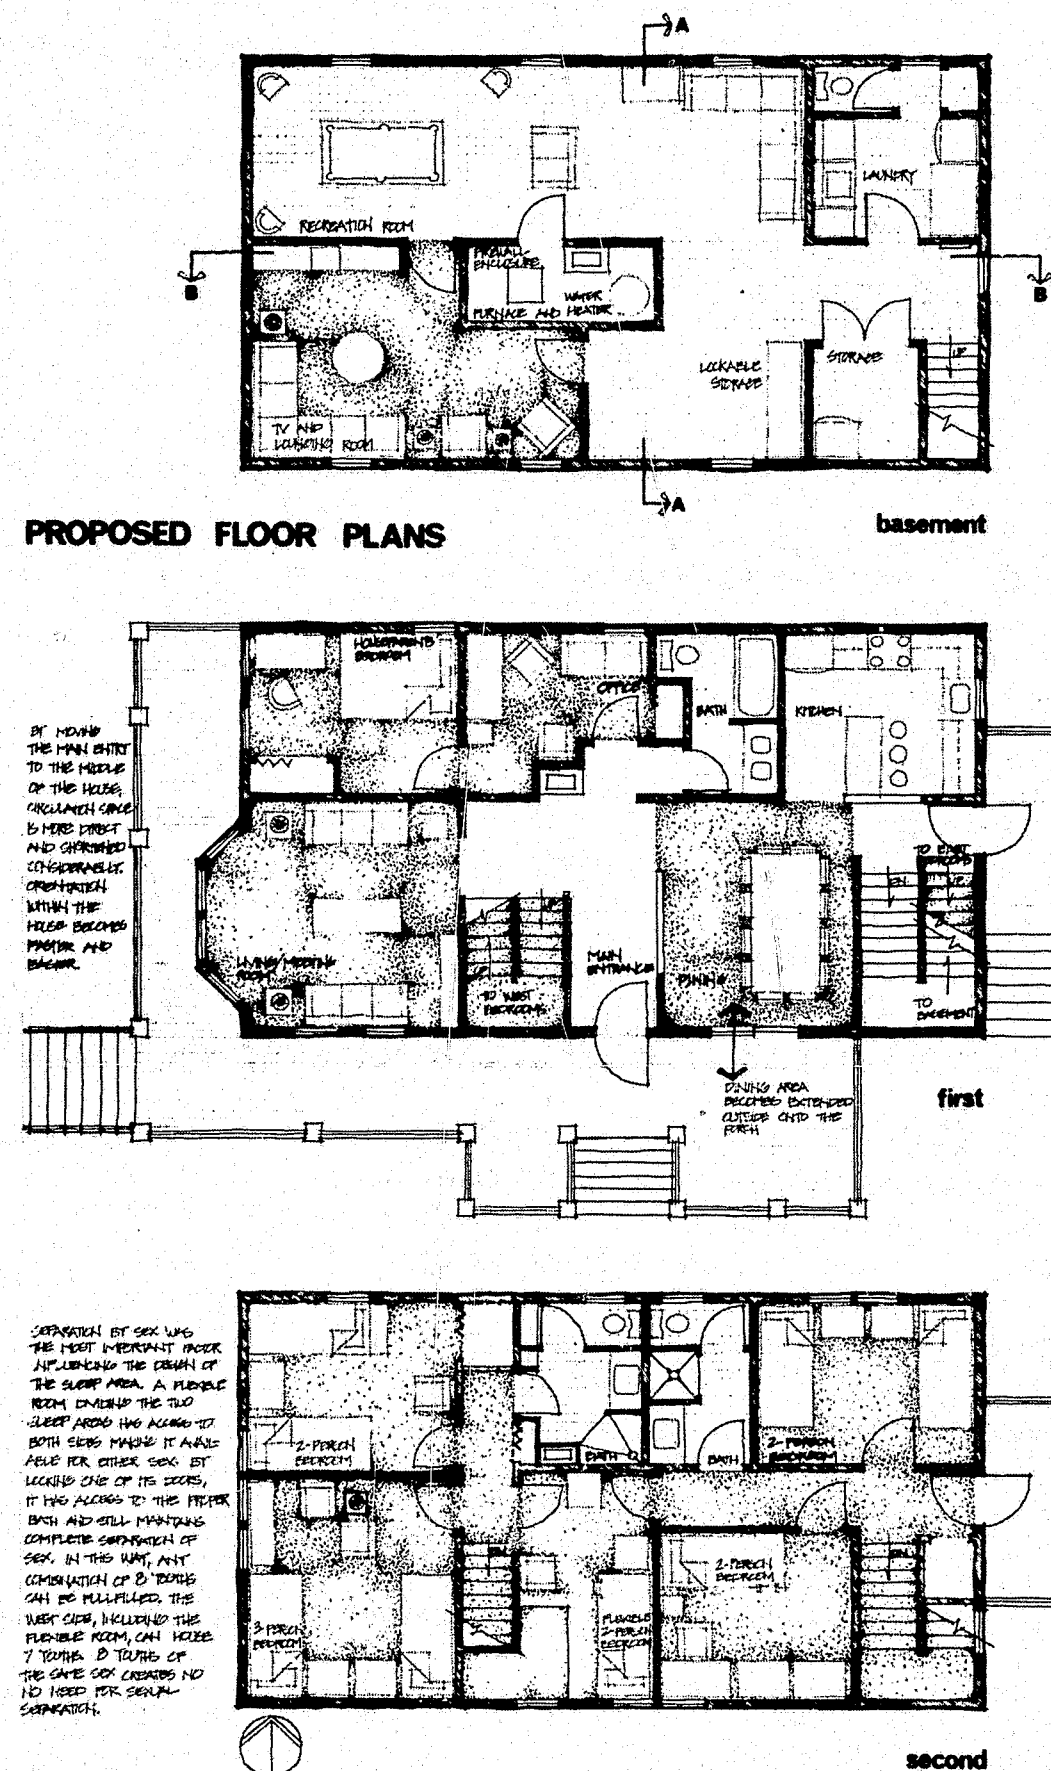 A
RECREATION ROOM
LAUNDRY
FIREWALL
ENCLOSURE
WATER
FURNACE AND HEATER
B
B
UP
STORAGE
LOCKABLE
STORAGE
TV AND
LOUNGING ROOM
A
PROPOSED FLOOR PLANS
basement
HOUSEPARENTS
BEDROOM
OFFICE
BATH
KITCHEN
BY MOVING
THE MAIN ENTRY
TO THE MIDDLE
OF THE HOUSE,
CIRCULATION SPACE
IS MORE DIRECT
AND SHORTENED
CONSIDERABLY.
ORIENTATION
WITHIN THE
HOUSE BECOMES
FASTER AND
EASIER.
TO EAST
BEDROOMS
DN
UP
UP
LIVING/MEETING
ROOM
UP
TO WEST
BEDROOMS
MAIN
ENTRANCE
DINING
TO
BASEMENT
DINING AREA
BECOMES EXTENDED
OUTSIDE ONTO THE
PORCH
first
SEPARATION BY SEX WAS
THE MOST IMPORTANT FACTOR
INFLUENCING THE DESIGN OF
THE SLEEP AREA. A FLEXIBLE
ROOM DIVIDING THE TWO
SLEEP AREAS HAS ACCESS TO
BOTH SIDES MAKING IT AVAIL-
ABLE FOR EITHER SEX. BY
LOCKING ONE OF ITS DOORS,
IT HAS ACCESS TO THE PROPER
BATH AND STILL MAINTAINS
COMPLETE SEPARATION OF
SEX. IN THIS WAY, ANY
COMBINATION OF 8 YOUTHS
CAN BE FULLFILLED. THE
WEST SIDE, INCLUDING THE
FLEXIBLE ROOM, CAN HOUSE
7 YOUTHS. 8 YOUTHS OF
THE SAME SEX CREATES NO
NO NEED FOR SEXUAL
SEPARATION.
2-PERSON
BEDROOM
BATH
BATH
2-PERSON
BEDROOM
DN
2-PERSON
BEDROOM
DN
3-PERSON
BEDROOM
FLEXIBLE
2-PERSON
BEDROOM
second